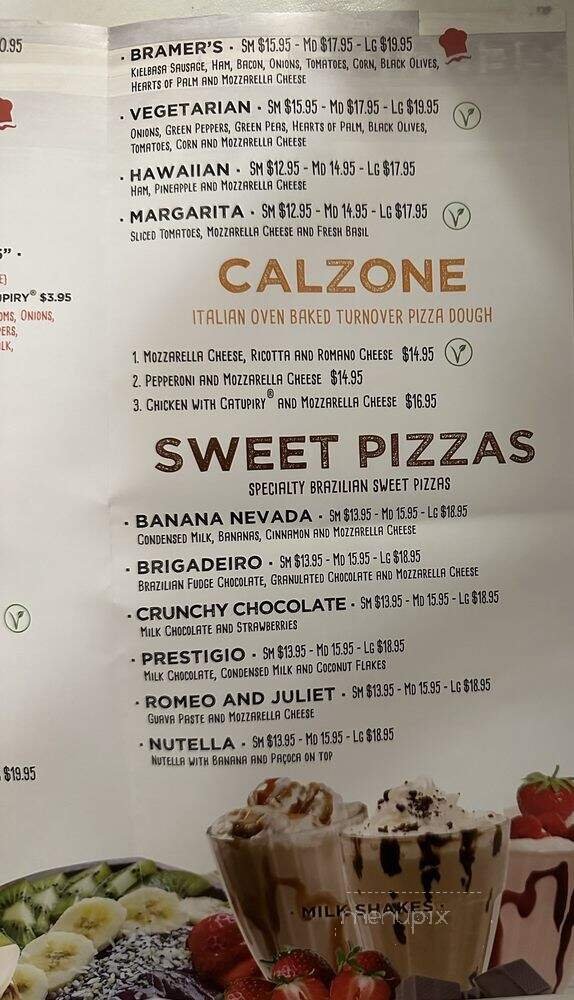 0.95
· BRAMER'S · SM $15.95 - MD $17.95 - LG $19.95
KIELBASA SAUSAGE, HAM, BACON, ONIONS, TOMATOES, CORN, BLACK OLIVES,
HEARTS OF PALM AND MOZZARELLA CHEESE
· VEGETARIAN · SM $15.95 - MD $17.95 - LG $19.95
ONIONS, GREEN PEPPERS, GREEN PEAS, HEARTS OF PALM, BLACK OLIVES,
TOMATOES, CORN AND MOZZARELLA CHEESE
· HAWAIIAN · SM $12.95 - MD 14.95 - LG $17.95
HAM, PINEAPPLE AND MOZZARELLA CHEESE
· MARGARITA · SM $12.95 - MD 14.95 - LG $17.95
SLICED TOMATOES, MOZZARELLA CHEESE AND FRESH BASIL
" ·
E)
UPIRY® $3.95
OMS, ONIONS,
PERS,
LK,
CALZONE
ITALIAN OVEN BAKED TURNOVER PIZZA DOUGH
1. MOZZARELLA CHEESE, RICOTTA AND ROMANO CHEESE $14.95
2. PEPPERONI AND MOZZARELLA CHEESE $14.95
3. CHICKEN WITH CATUPIRY® AND MOZZARELLA CHEESE $16.95
SWEET PIZZAS
SPECIALTY BRAZILIAN SWEET PIZZAS
· BANANA NEVADA · SM $13.95 - MD 15.95 - LG $18.95
CONDENSED MILK, BANANAS, CINNAMON AND MOZZARELLA CHEESE
· BRIGADEIRO · SM $13.95 - MD 15.95 - LG $18.95
BRAZILIAN FUDGE CHOCOLATE, GRANULATED CHOCOLATE AND MOZZARELLA CHEESE
· CRUNCHY CHOCOLATE · SM $13.95 - MD 15.95 - LG $18.95
MILK CHOCOLATE AND STRAWBERRIES
· PRESTIGIO · SM $13.95 - MD 15.95 - LG $18.95
MILK CHOCOLATE, CONDENSED MILK AND COCONUT FLAKES
· ROMEO AND JULIET · SM $13.95 - MD 15.95 - LG $18.95
GUAVA PASTE AND MOZZARELLA CHEESE
· NUTELLA · SM $13.95 - MD 15.95 - LG $18.95
NUTELLA WITH BANANA AND PAÇOCA ON TOP
$19.95
· MILK SHAKES ·
menupix